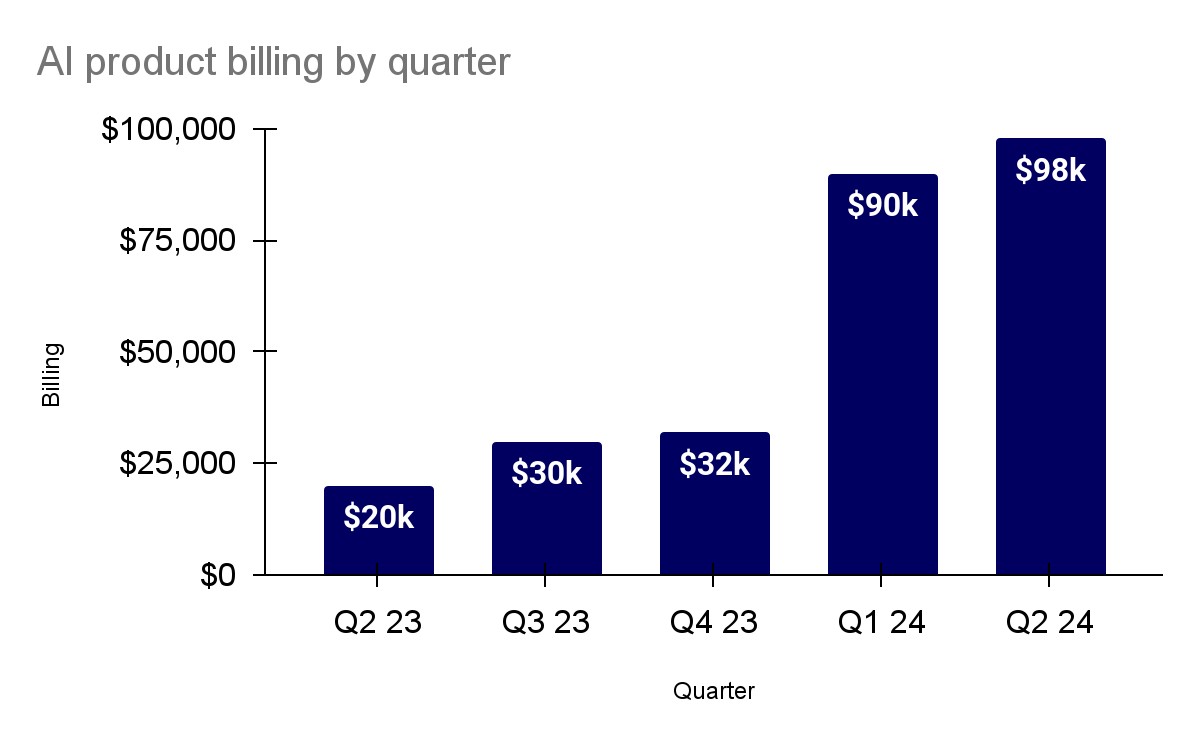 AI product billing by quarter
$100,000
$75,000
$50,000
$25,000
$0
Billing
$20k
$30k
$32k
$90k
$98k
Q2 23 Q3 23 Q4 23 Q1 24 Q2 24
Quarter